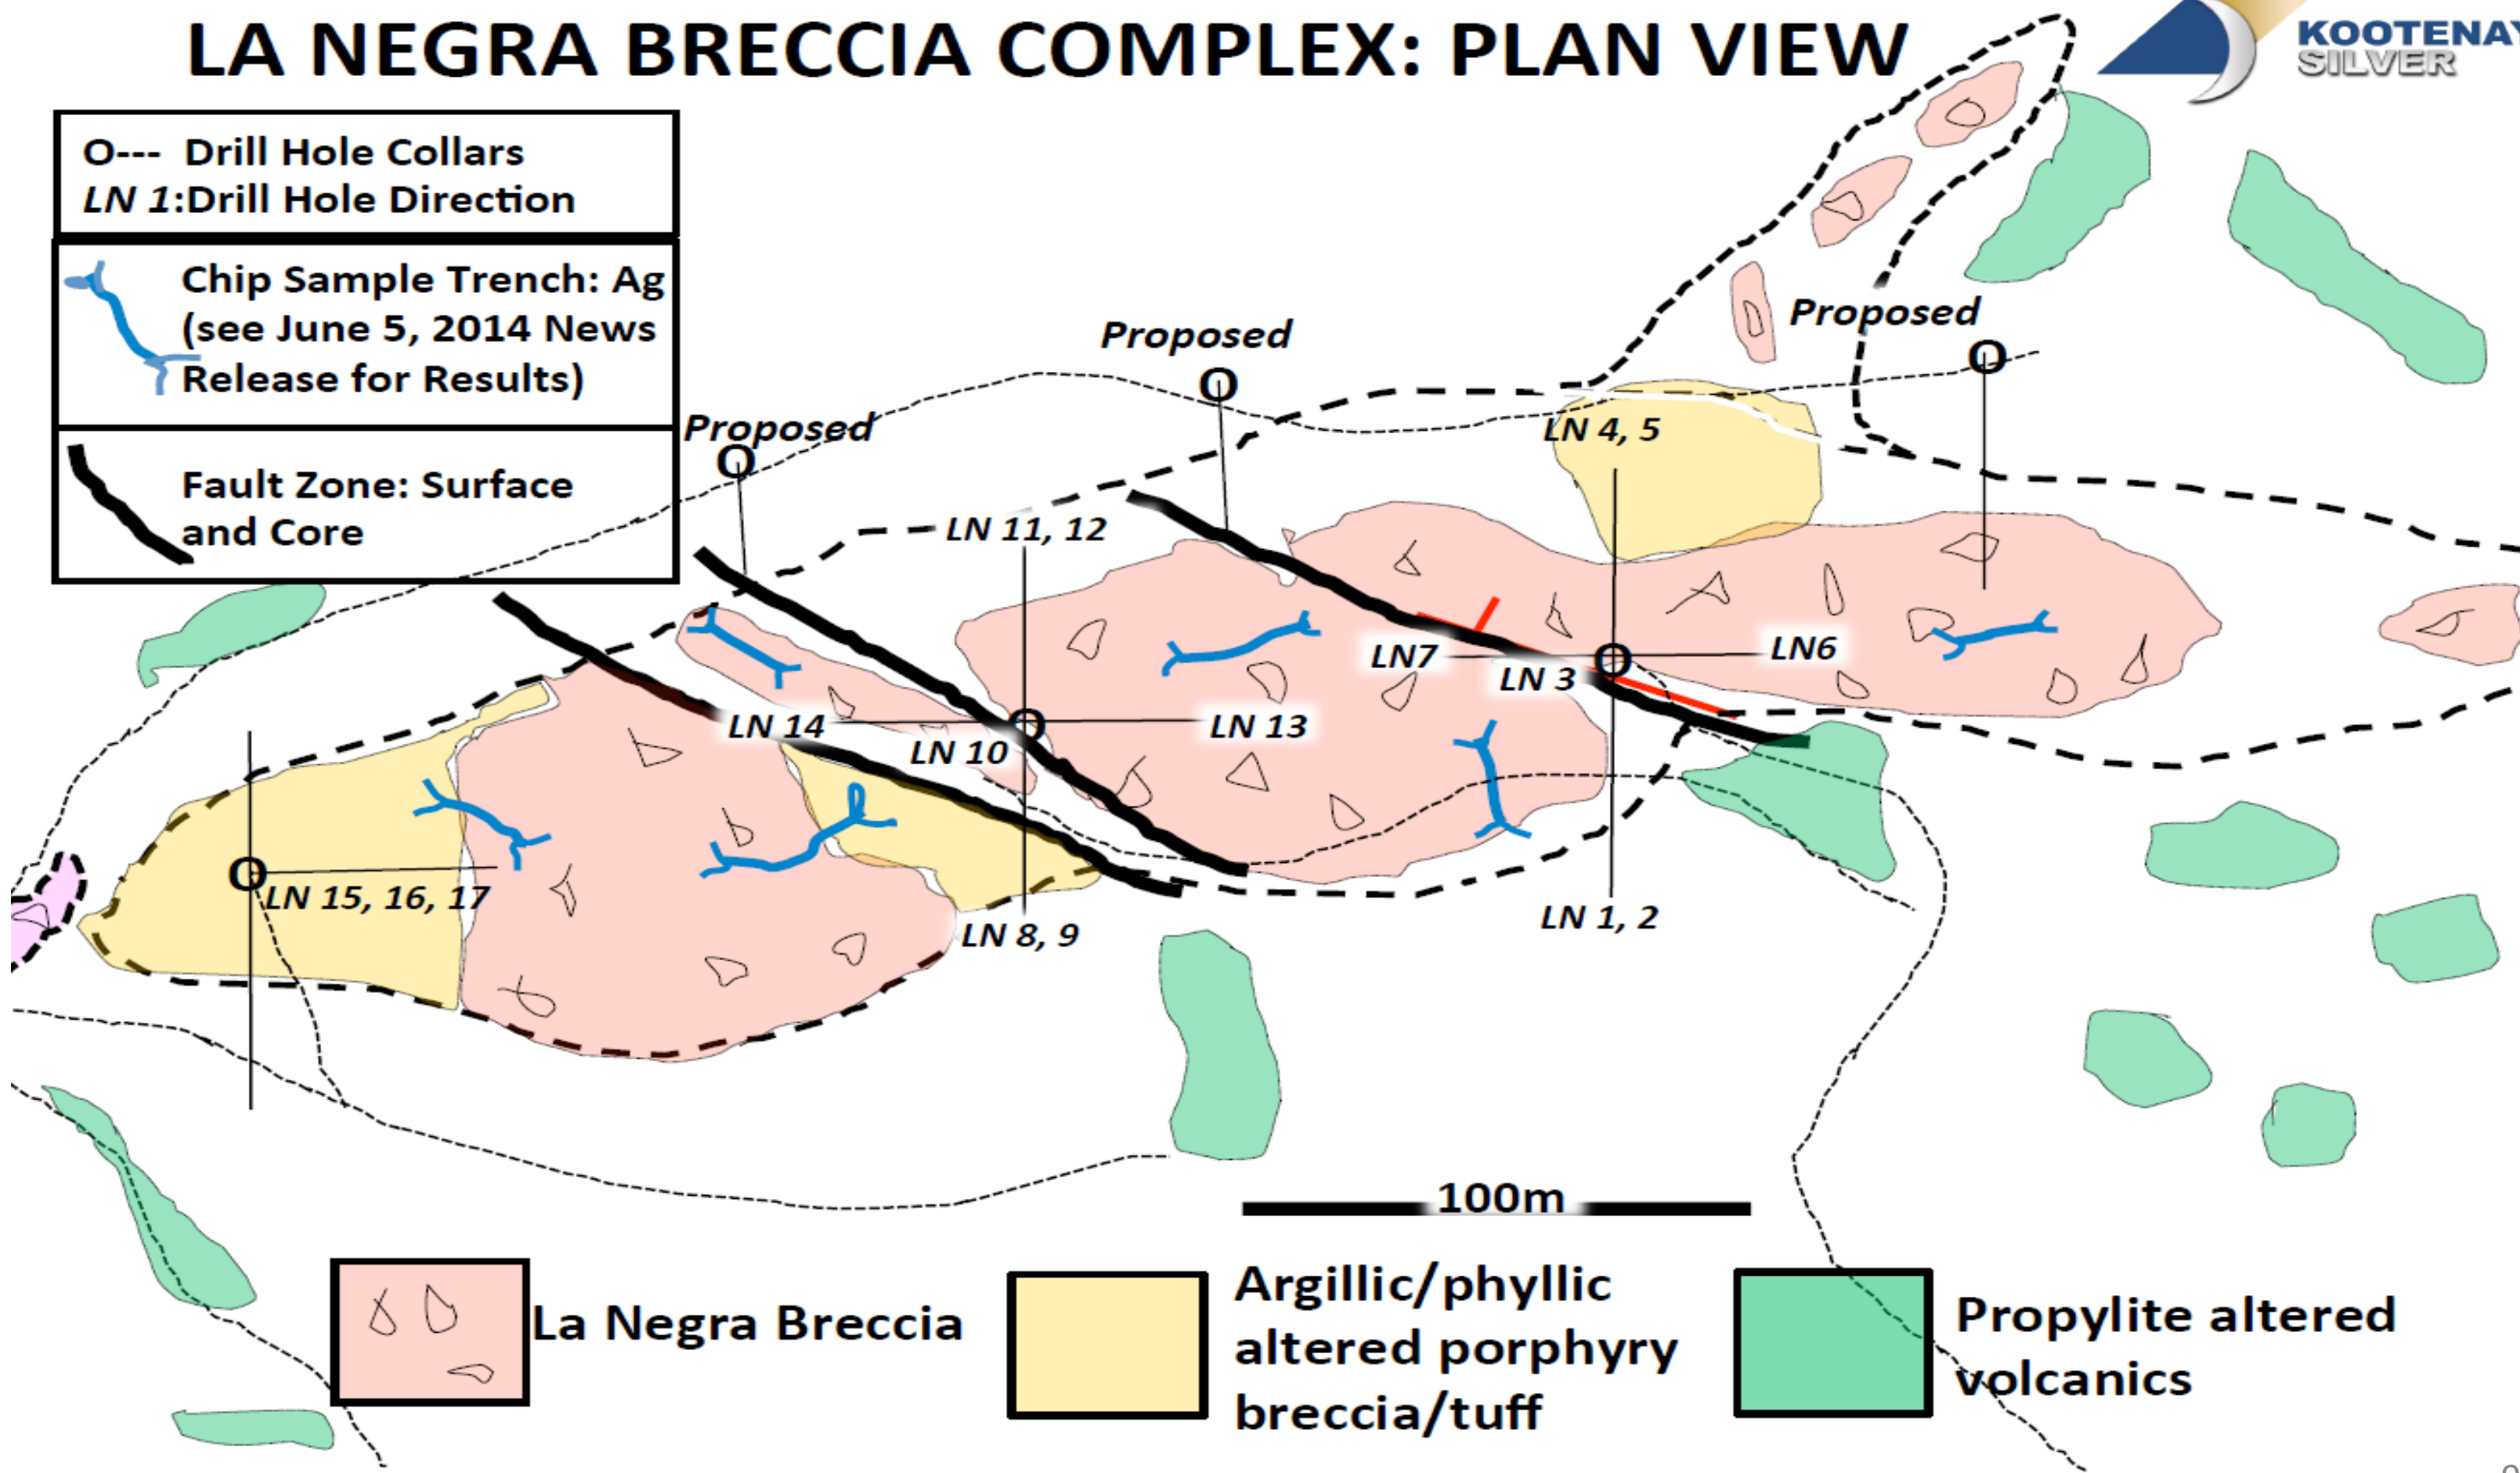 LA NEGRA BRECCIA COMPLEX: PLAN VIEW
KOOTENAY
SILVER
O--- Drill Hole Collars
LN 1:Drill Hole Direction
Chip Sample Trench: Ag
(see June 5, 2014 News
Release for Results)
Fault Zone: Surface
and Core
Proposed
O
Proposed
O
Proposed
O
LN 4, 5
LN 11, 12
LN7
LN6
O
LN 3
LN 14
O
LN 13
LN 10
O
LN 15, 16, 17
LN 8, 9
LN 1, 2
100m
La Negra Breccia
Argillic/phyllic
altered porphyry
breccia/tuff
Propylite altered
volcanics